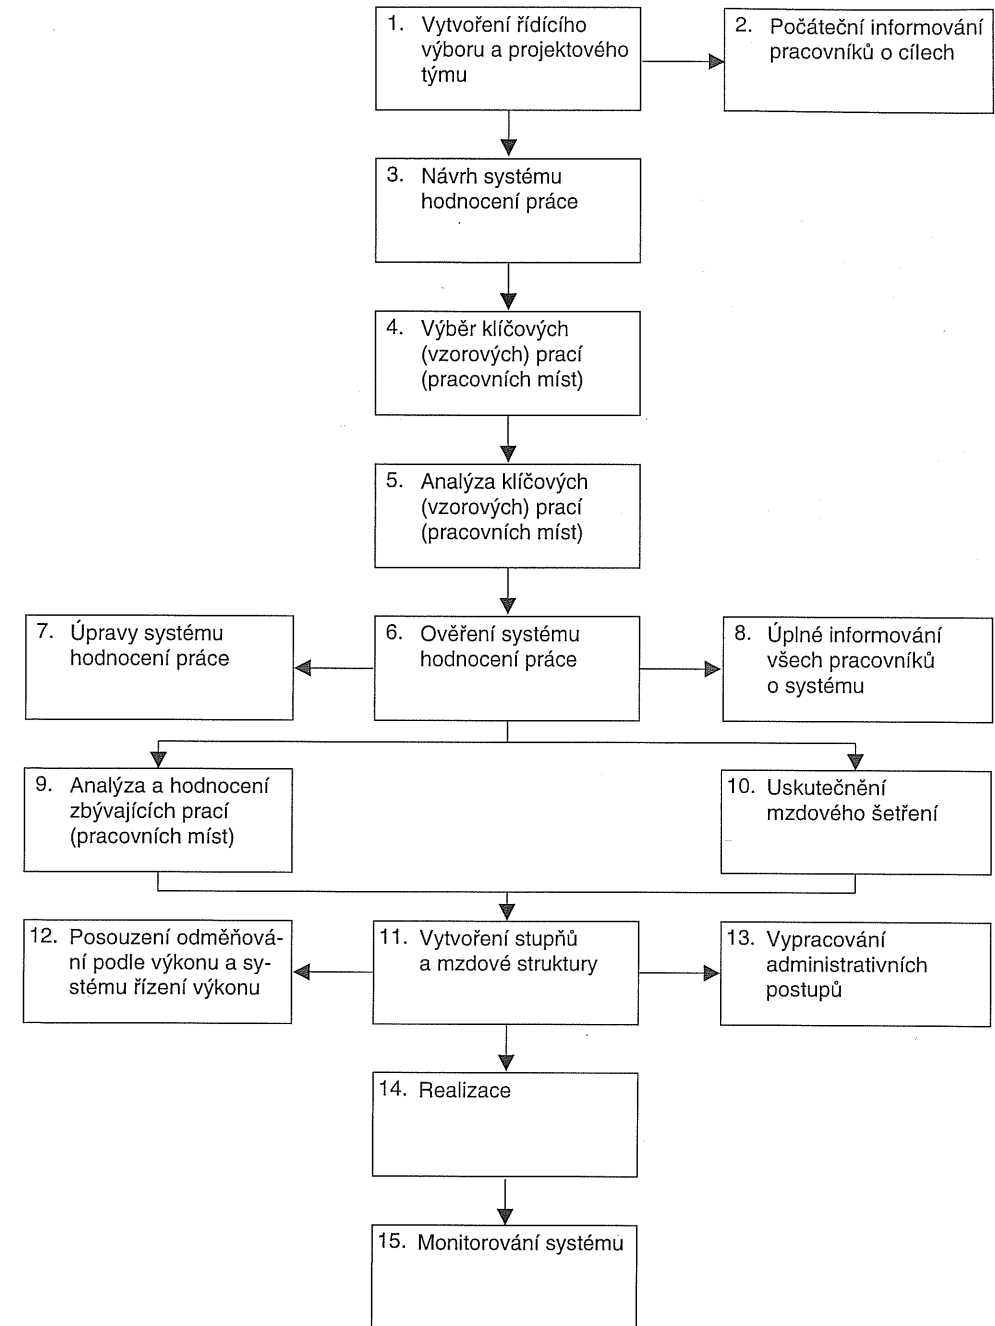 1. Vytvoření řídícího
výboru a projektového
týmu
2. Počáteční informování
pracovníků o cílech
3. Návrh systému
hodnocení práce
4. Výběr klíčových
(vzorových) prací
(pracovních míst)
5. Analýza klíčových
(vzorových) prací
(pracovních míst)
7. Úpravy systému
hodnocení práce
6. Ověření systému
hodnocení práce
8. Úplné informování
všech pracovníků
o systému
9. Analýza a hodnocení
zbývajících prací
(pracovních míst)
10. Uskutečnění
mzdového šetření
12. Posouzení odměňová-
ní podle výkonu a sy-
stému řízení výkonu
11. Vytvoření stupňů
a mzdové struktury
13. Vypracování
administrativních
postupů
14. Realizace
15. Monitorování systému